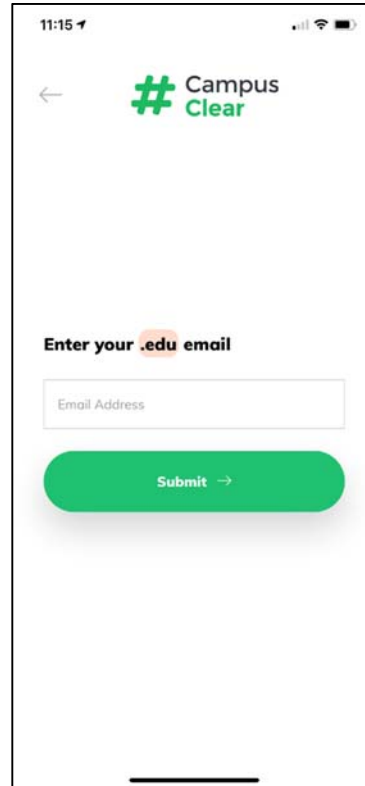 11:15
# Campus
Clear
Enter your .edu email
Email Address
Submit →